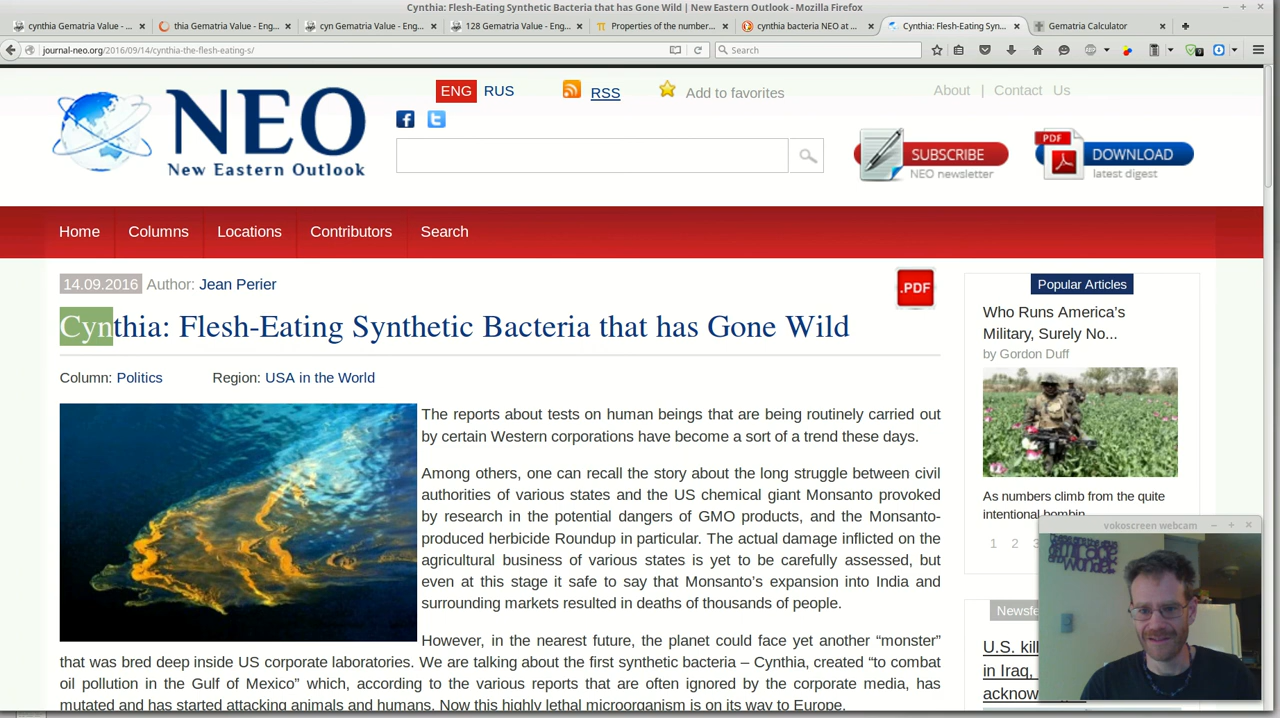 Cynthia: Flesh-Eating Synthetic Bacteria that has Gone Wild | New Eastern Outlook - Mozilla Firefox
cynthia Gematria Value - ...
thia Gematria Value - Eng...
cyn Gematria Value - Eng...
128 Gematria Value - Eng...
Properties of the number...
cynthia bacteria NEO at ...
Cynthia: Flesh-Eating Syn...
Gematria Calculator
journal-neo.org/2016/09/14/cynthia-the-flesh-eating-s/
Search
ENG RUS
RSS
Add to favorites
About | Contact Us
NEO
New Eastern Outlook
SUBSCRIBE
NEO newsletter
PDF
DOWNLOAD
latest digest
Home Columns Locations Contributors Search
14.09.2016 Author: Jean Perier
.PDF
Cynthia: Flesh-Eating Synthetic Bacteria that has Gone Wild
Column: Politics Region: USA in the World
The reports about tests on human beings that are being routinely carried out
by certain Western corporations have become a sort of a trend these days.
Among others, one can recall the story about the long struggle between civil
authorities of various states and the US chemical giant Monsanto provoked
by research in the potential dangers of GMO products, and the Monsanto-
produced herbicide Roundup in particular. The actual damage inflicted on the
agricultural business of various states is yet to be carefully assessed, but
even at this stage it safe to say that Monsanto's expansion into India and
surrounding markets resulted in deaths of thousands of people.
However, in the nearest future, the planet could face yet another “monster”
that was bred deep inside US corporate laboratories. We are talking about the first synthetic bacteria – Cynthia, created “to combat
oil pollution in the Gulf of Mexico” which, according to the various reports that are often ignored by the corporate media, has
mutated and has started attacking animals and humans. Now this highly lethal microorganism is on its way to Europe.
Popular Articles
Who Runs America’s
Military, Surely No...
by Gordon Duff
As numbers climb from the quite
intentional bombin
1 2 3
vokoscreen webcam
Newsfe
U.S. kill
in Iraq,
acknow